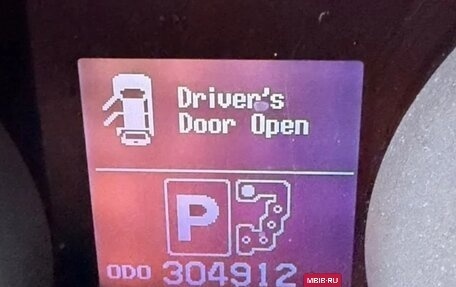 Driver's
Door Open
P
ODO 304912
MBIB.RU